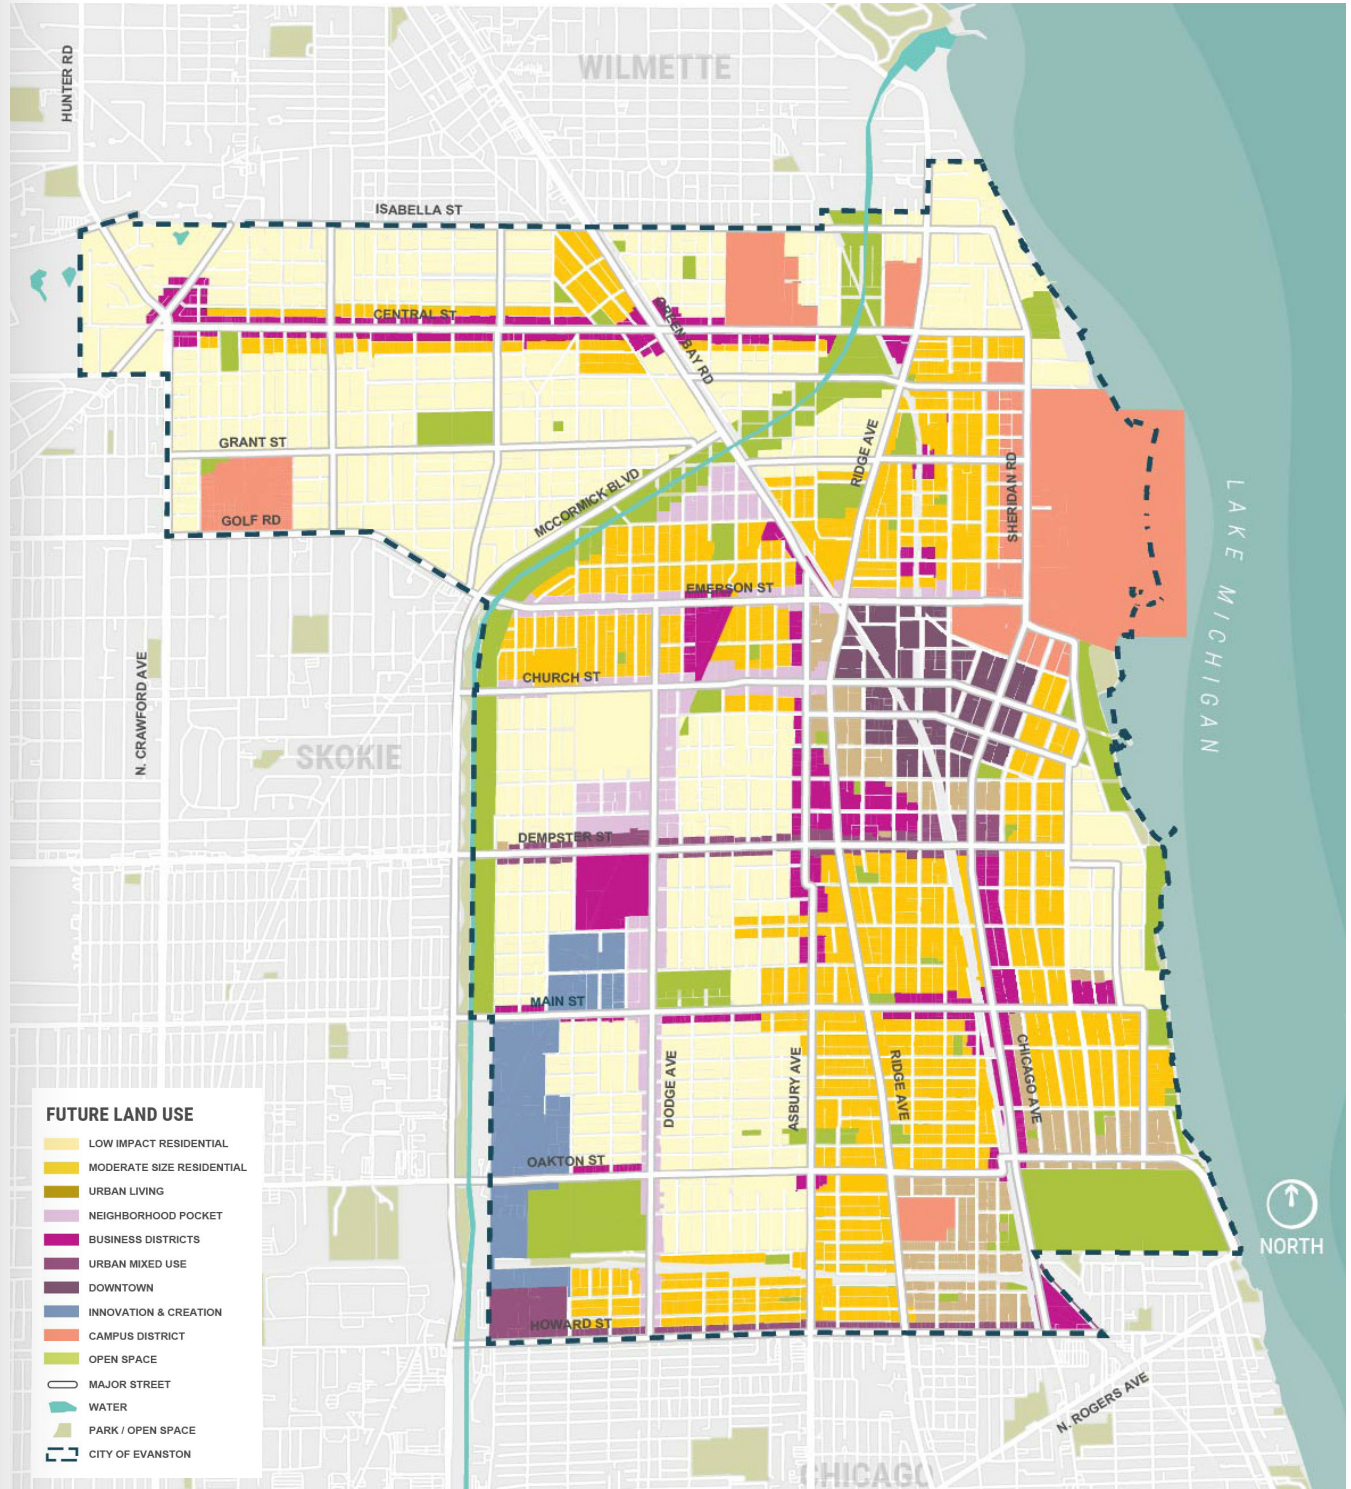 WILMETTE
HUNTER RD
ISABELLA ST
CENTRAL ST
GREEN BAY RD
GRANT ST
RIDGE AVE
MCCORMICK BLVD
SHERIDAN RD
GOLF RD
LAKE MICHIGAN
EMERSON ST
CHURCH ST
N. CRAWFORD AVE
SKOKIE
DEMPSTER ST
MAIN ST
DODGE AVE
ASBURY AVE
RIDGE AVE
CHICAGO AVE
OAKTON ST
NORTH
HOWARD ST
N. ROGERS AVE
CHICAGO
FUTURE LAND USE
LOW IMPACT RESIDENTIAL
MODERATE SIZE RESIDENTIAL
URBAN LIVING
NEIGHBORHOOD POCKET
BUSINESS DISTRICTS
URBAN MIXED USE
DOWNTOWN
INNOVATION & CREATION
CAMPUS DISTRICT
OPEN SPACE
MAJOR STREET
WATER
PARK / OPEN SPACE
CITY OF EVANSTON